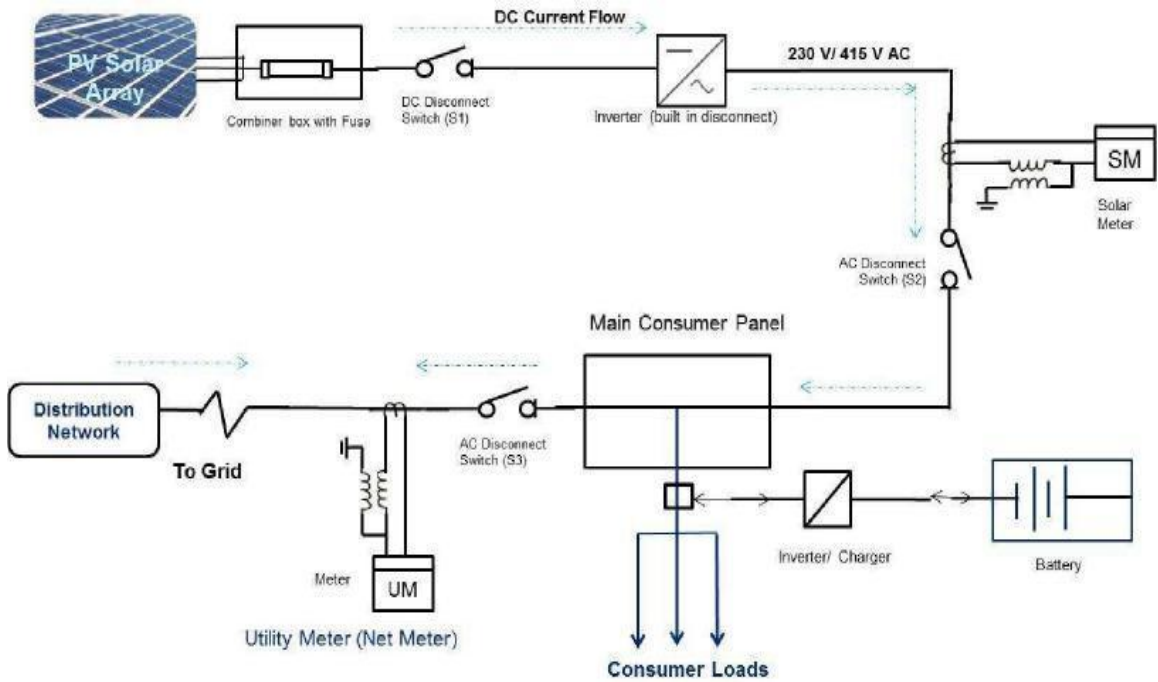 PV Solar
Array
Combiner box with Fuse
DC Disconnect
Switch (S1)
DC Current Flow
Inverter (built in disconnect)
230 V/ 415 V AC
SM
Solar
Meter
AC Disconnect
Switch (S2)
Main Consumer Panel
Distribution
Network
To Grid
AC Disconnect
Switch (S3)
Meter
UM
Utility Meter (Net Meter)
Inverter/ Charger
Battery
Consumer Loads